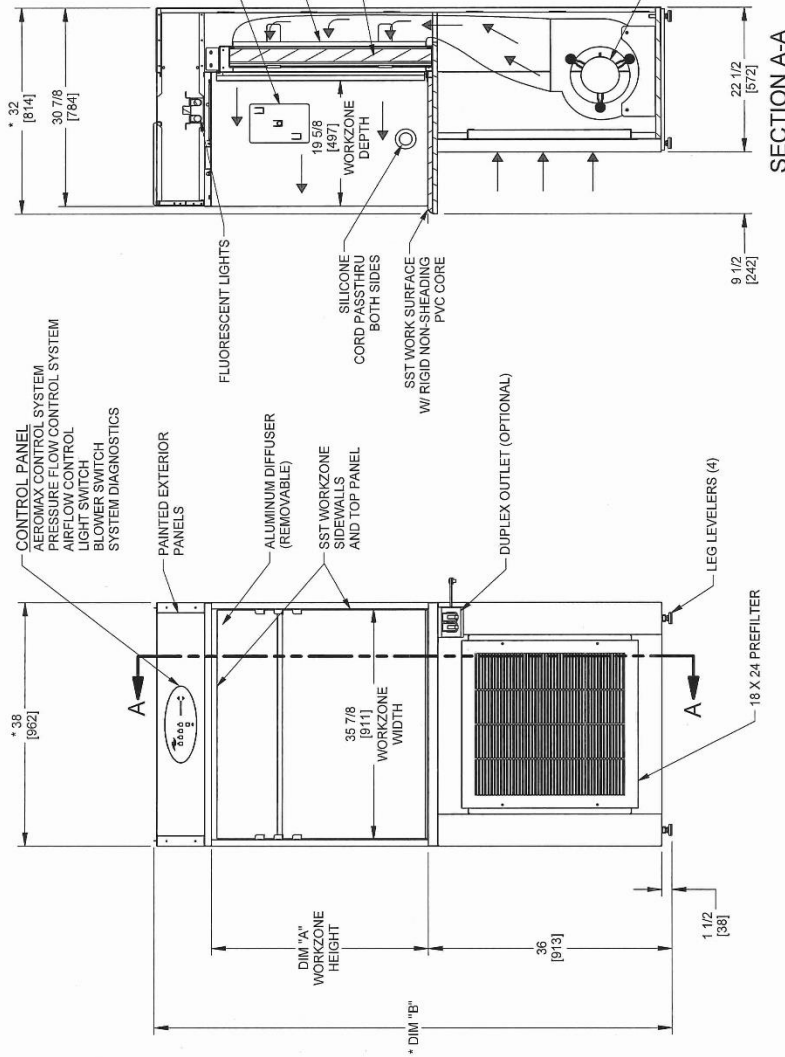 * 38
[962]
CONTROL PANEL
AEROMAX CONTROL SYSTEM
PRESSURE FLOW CONTROL SYSTEM
AIRFLOW CONTROL
LIGHT SWITCH
BLOWER SWITCH
SYSTEM DIAGNOSTICS
PAINTED EXTERIOR
PANELS
ALUMINUM DIFFUSER
(REMOVABLE)
SST WORKZONE
SIDEWALLS
AND TOP PANEL
DUPLEX OUTLET (OPTIONAL)
LEG LEVELERS (4)
18 X 24 PREFILTER
A
A
35 7/8
[911]
WORKZONE
WIDTH
DIM "A"
WORKZONE
HEIGHT
* DIM "B"
36
[913]
1 1/2
[38]
* 32
[814]
30 7/8
[784]
FLUORESCENT LIGHTS
19 5/8
[497]
WORKZONE
DEPTH
SILICONE
CORD PASSTHRU
BOTH SIDES
SST WORK SURFACE
W/ RIGID NON-SHEADING
PVC CORE
9 1/2
[242]
22 1/2
[572]
SECTION A-A